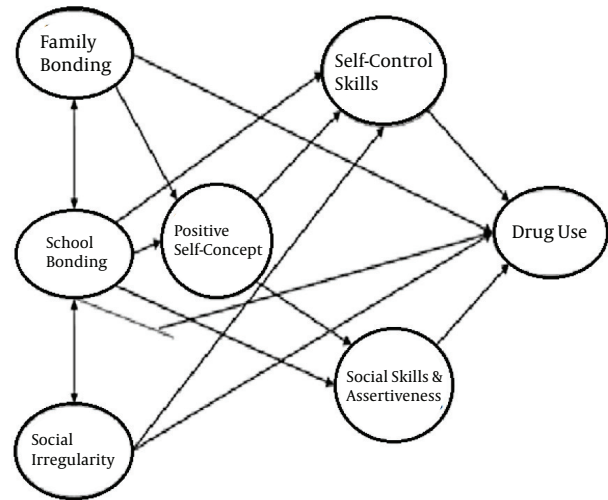 Family
Bonding
Self-Control
Skills
School
Bonding
Positive
Self-Concept
Drug Use
Social Skills &
Assertiveness
Social
Irregularity